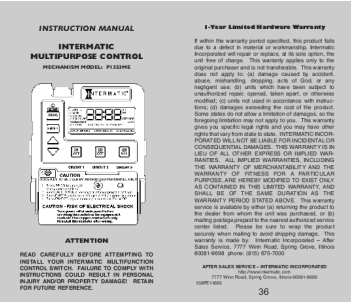 INSTRUCTION MANUAL
INTERMATIC
MULTIPURPOSE CONTROL
MECHANISM MODEL: P1353ME
INTERMATIC
CIRCUIT 1 CIRCUIT 2 CIRCUIT 3
CAUTION
CAUTION - RISK OF ELECTRICAL SHOCK
ATTENTION
READ CAREFULLY BEFORE ATTEMPTING TO
INSTALL YOUR INTERMATIC MULTIFUNCTION
CONTROL SWITCH. FAILURE TO COMPLY WITH
INSTRUCTIONS COULD RESULT IN PERSONAL
INJURY AND/OR PROPERTY DAMAGE! RETAIN
FOR FUTURE REFERENCE.
1-Year Limited Hardware Warranty
If within the warranty period specified, this product fails
due to a defect in material or workmanship, Intermatic
Incorporated will repair or replace, at its sole option, the
unit free of charge. This warranty applies only to the
original purchaser and is not transferable. This warranty
does not apply to: (a) damage caused by accident,
abuse, mishandling, dropping, acts of God, or any
negligent use; (b) units which have been subject to
unauthorized repair, opened, taken apart, or otherwise
modified; (c) units not used in accordance with instruc-
tions; (d) damages exceeding the cost of the product.
Some states do not allow a limitation of damages, so the
foregoing limitation may not apply to you. This warranty
gives you specific legal rights and you may have other
rights that vary from state to state. INTERMATIC INCOR-
PORATED WILL NOT BE LIABLE FOR INCIDENTAL OR
CONSEQUENTIAL DAMAGES. THIS WARRANTY IS IN
LIEU OF ALL OTHER EXPRESS OR IMPLIED WAR-
RANTIES. ALL IMPLIED WARRANTIES, INCLUDING
THE WARRANTY OF MERCHANTABILITY AND THE
WARRANTY OF FITNESS FOR A PARTICULAR
PURPOSE, ARE HEREBY MODIFIED TO EXIST ONLY
AS CONTAINED IN THIS LIMITED WARRANTY, AND
SHALL BE OF THE SAME DURATION AS THE
WARRANTY PERIOD STATED ABOVE. This warranty
service is available by either (a) returning the product to
the dealer from whom the unit was purchased, or (b)
mailing postage prepaid to the nearest authorized service
center listed. Please be sure to wrap the product
securely when mailing to avoid shipping damage. This
warranty is made by: Intermatic Incorporated – After
Sales Service, 7777 Winn Road, Spring Grove, Illinois
60081-9698 phone: (815) 675-7000
AFTER SALES SERVICE – INTERMATIC INCORPORATED
http://www.intermatic.com
7777 Winn Road, Spring Grove, Illinois 60081-9698
36